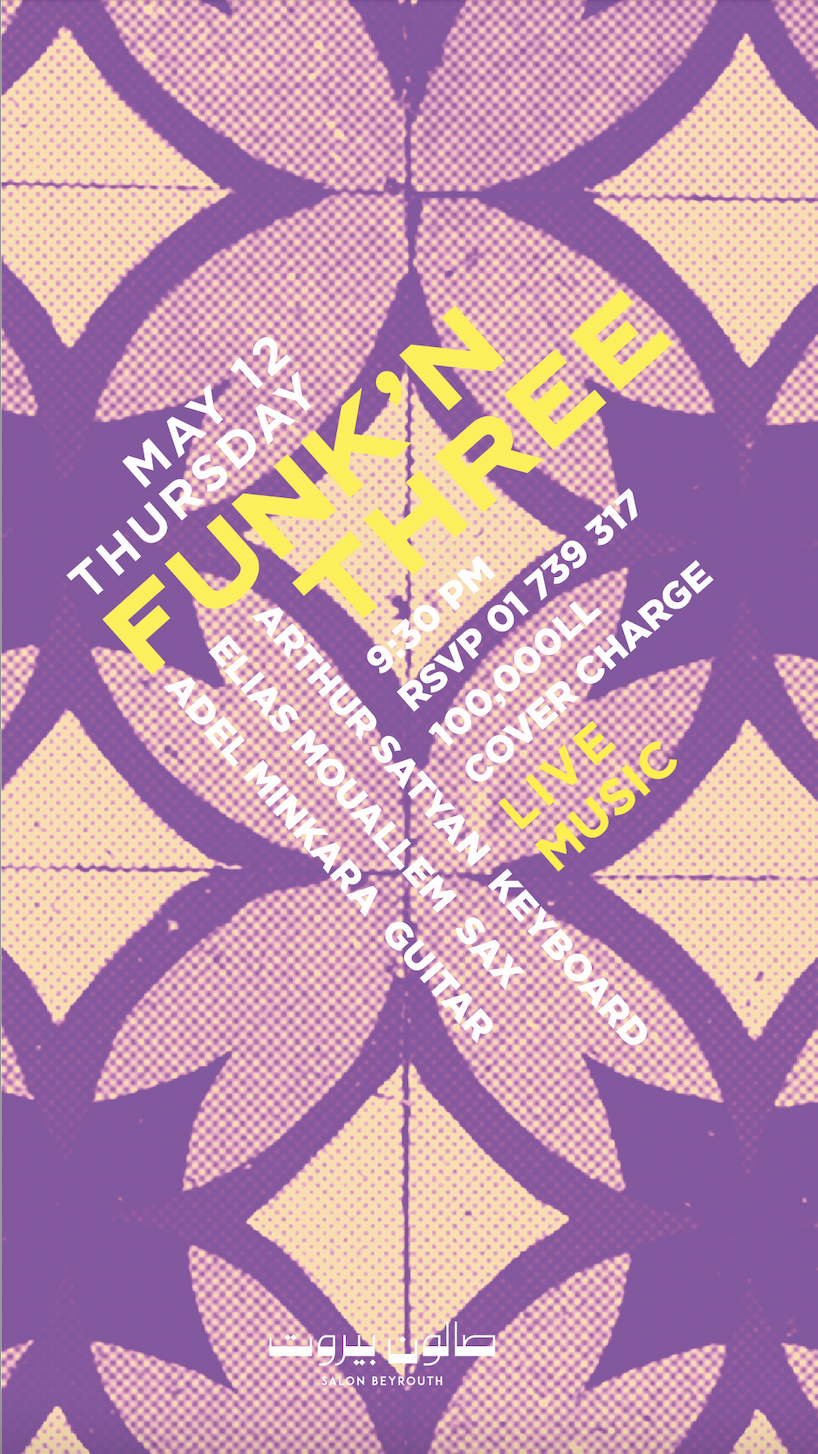 MAY 12
THURSDAY
FUNK'N
THREE
9:30 PM
RSVP 01 739 317
100,000LL
COVER CHARGE
LIVE
MUSIC
ARTHUR SATYAN KEYBOARD
ELIAS MOUALLEM SAX
ADEL MINKARA GUITAR
صالون بيروت
SALON BEYROUTH